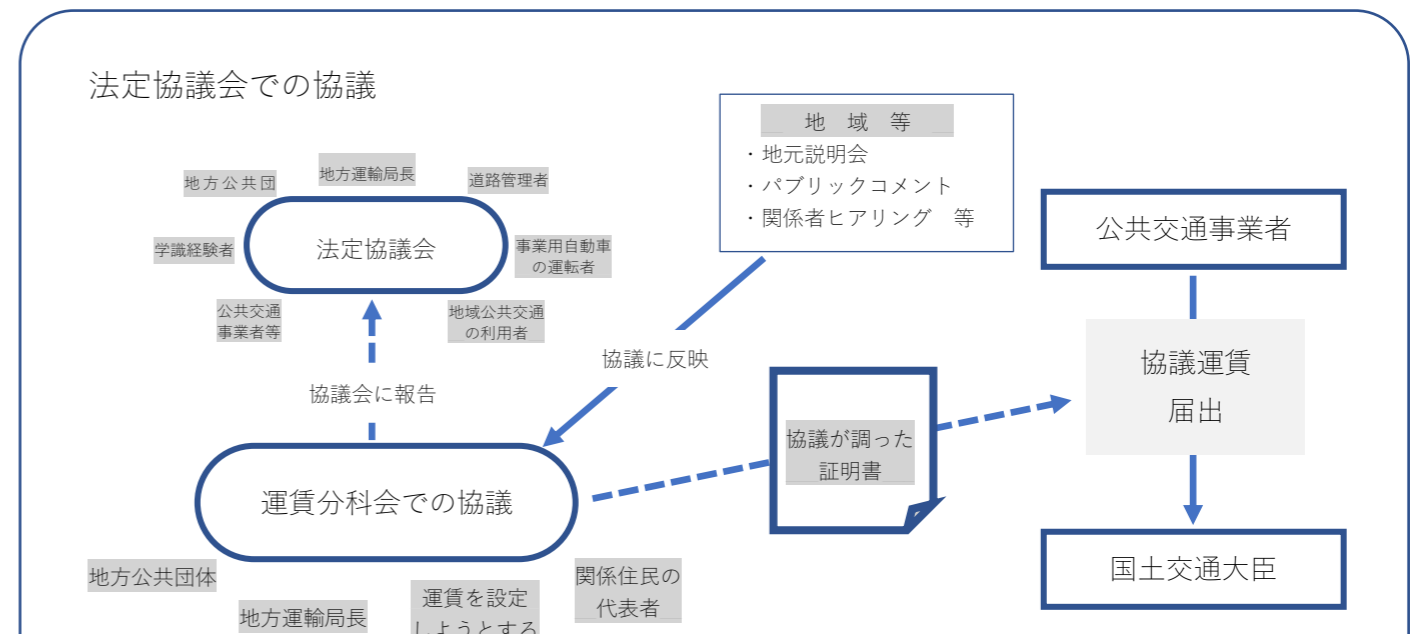 法定協議会での協議
地方公共団
地方運輸局長
道路管理者
学識経験者
法定協議会
事業用自動車
の運転者
公共交通
事業者等
地域公共交通
の利用者
協議会に報告
地域等
・地元説明会
・パブリックコメント
・関係者ヒアリング 等
協議に反映
運賃分科会での協議
地方公共団体
地方運輸局長
運賃を設定
しようとする
関係住民の
代表者
協議が調った
証明書
公共交通事業者
協議運賃
届出
国土交通大臣